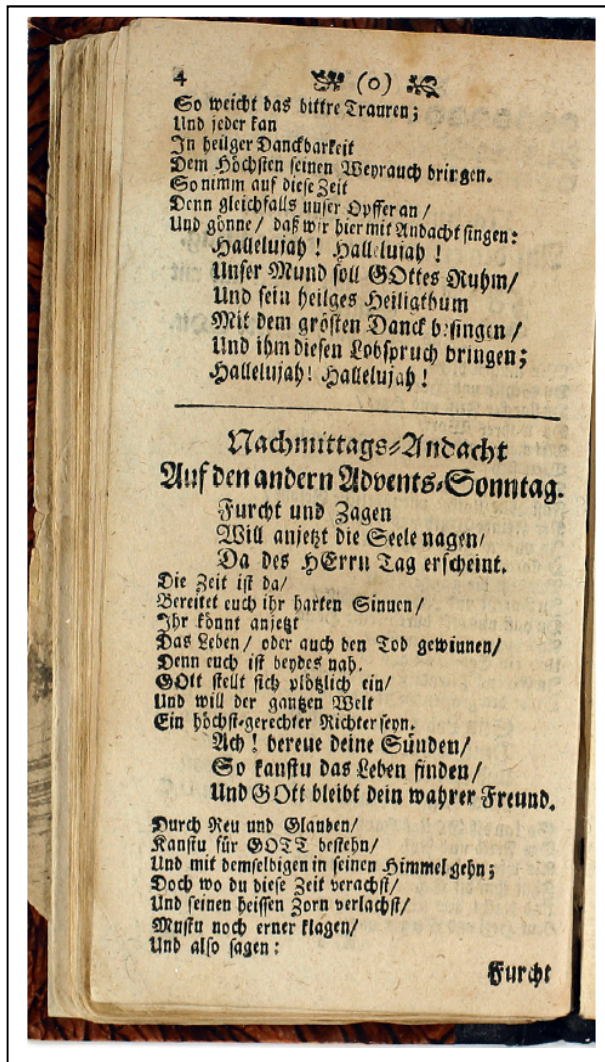 4 (o)
So weicht das bittre Trauren;
Und jeder kan
In heilger Danckbarkeit
Dem Höchsten seinen Weyrauch bringen.
So nimm auf diese Zeit
Denn gleichfalls unser Opffer an /
Und gönne / daß wir hier mit Andacht singen:
Hallelujah ! Hallelujah !
Unser Mund soll GOttes Ruhm/
Und sein heilges Heiligthum
Mit dem grösten Danck besingen /
Und ihm diesen Lobspruch bringen;
Hallelujah! Hallelujah !
Nachmittags-Andacht
Auf den andern Advents-Sonntag.
Furcht und Zagen
Will anjetzt die Seele nagen/
Da des HErrn Tag erscheint.
Die Zeit ist da/
Bereitet euch ihr harten Sinnen/
Ihr könnt anjetzt
Das Leben / oder auch den Tod gewinnen/
Denn euch ist beydes nah.
GOtt stellt sich plötzlich ein/
Und will der gantzen Welt
Ein höchst-gerechter Richter seyn.
Ach ! bereue deine Sünden/
So kanstu das Leben finden/
Und GOtt bleibt dein wahrer Freund.
Durch Reu und Glauben/
Kanstu für GOTT bestehn/
Und mit demselbigen in seinen Himmel gehn;
Doch wo du diese Zeit verachst/
Und seinen heissen Zorn verlachst/
Mustu noch erner klagen/
Und also sagen:
Furcht